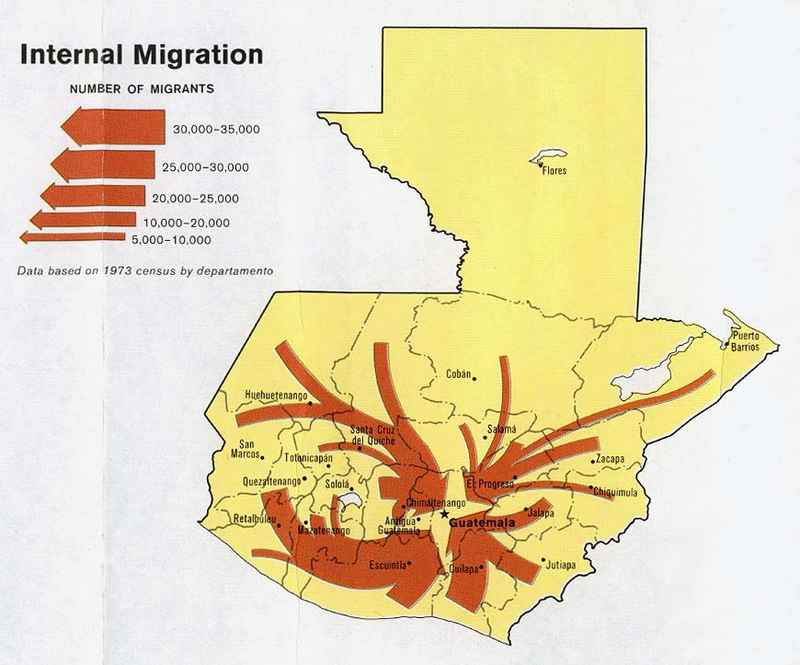 Internal Migration
NUMBER OF MIGRANTS
30,000–35,000
25,000–30,000
20,000–25,000
10,000–20,000
5,000–10,000
Data based on 1973 census by departamento
Flores
Puerto
Barrios
Cobán
Huehuetenango
Santa Cruz
del Quiche
Salamá
San
Marcos
Totonicapán
Zacapa
Quezaltenango
Sololá
El Progreso
Chiquimula
Chimaltenango
Jalapa
Retalhuleu
Mazatenango
Antigua
Guatemala
Guatemala
Escuintla
Cuilapa
Jutiapa